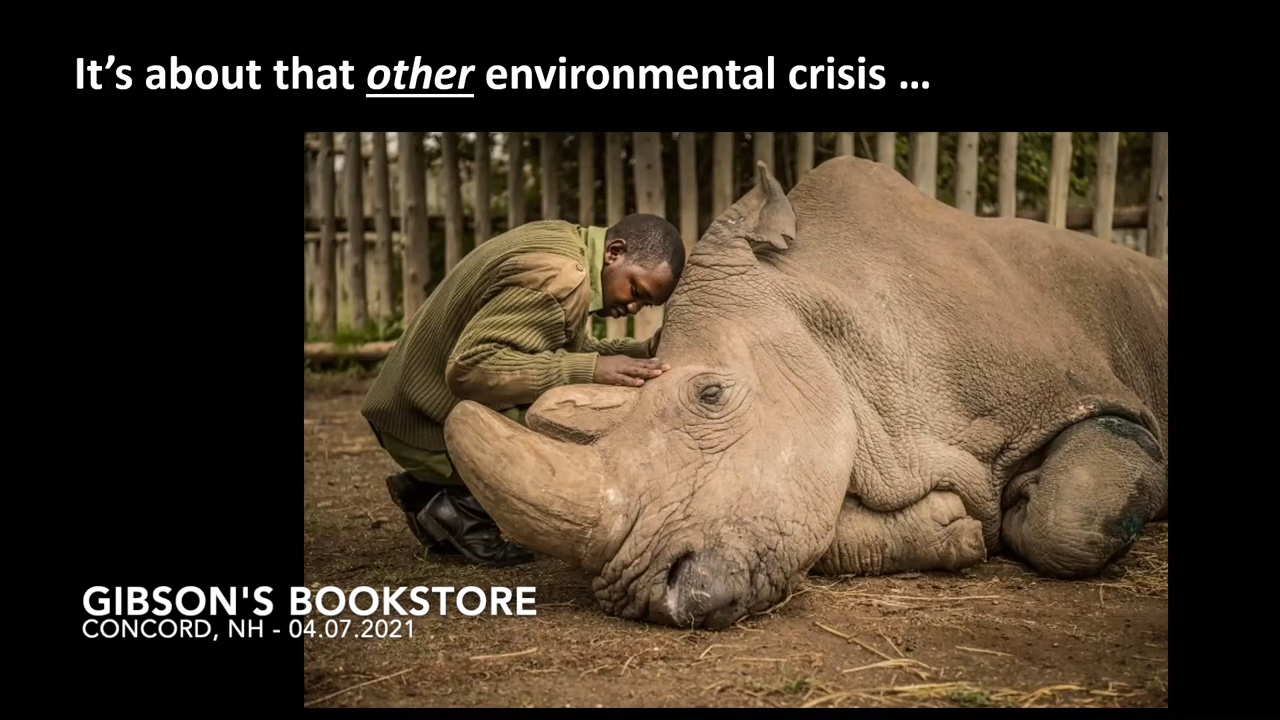 It’s about that other environmental crisis ...
GIBSON'S BOOKSTORE
CONCORD, NH - 04.07.2021